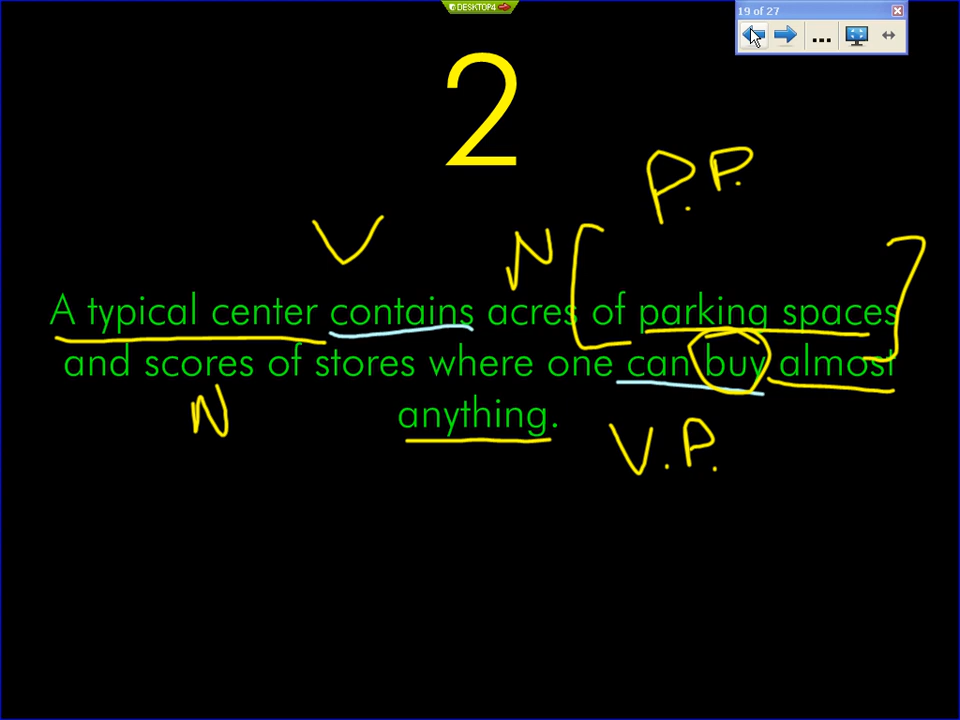 DESKTOP4
19 of 27
...
2
P.P.
V
N
A typical center contains acres of parking spaces
and scores of stores where one can buy almost
N
anything.
V.P.